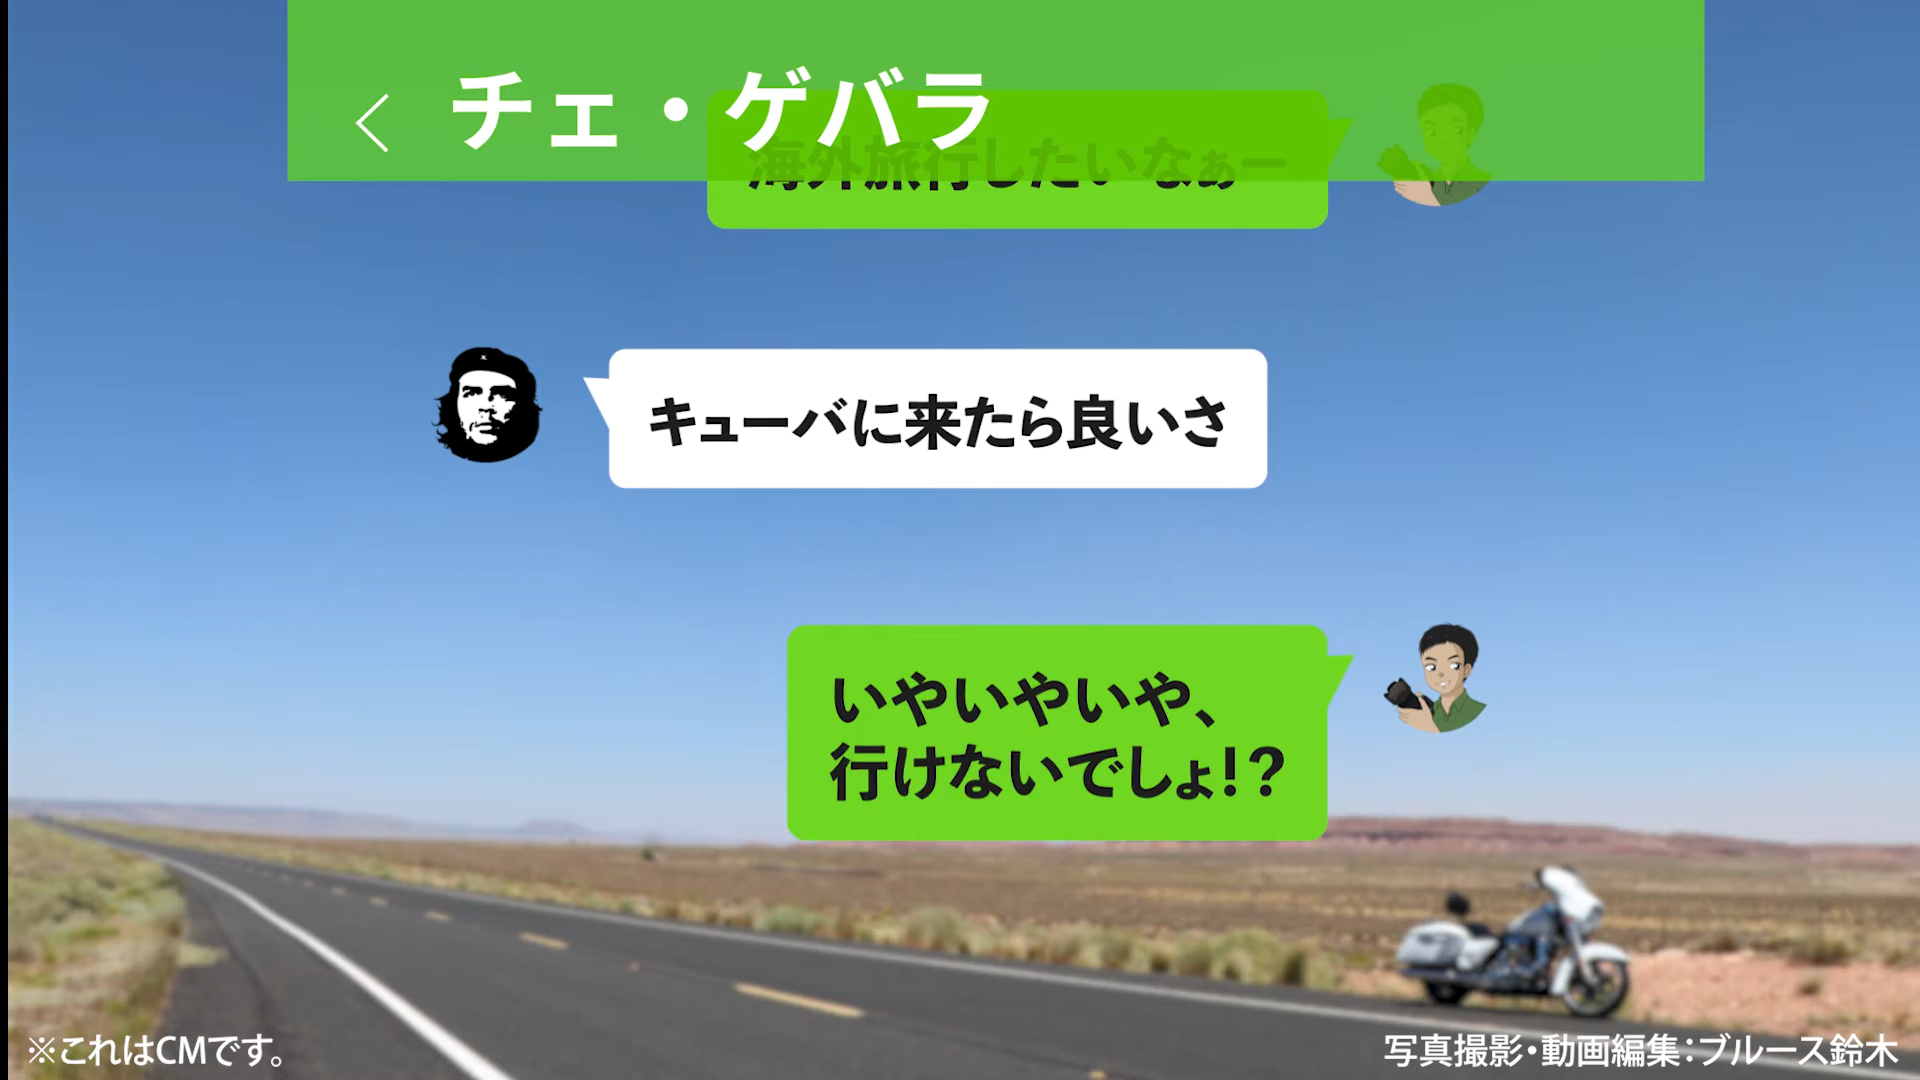 チェ・ゲバラ
海外旅行したいなぁー
キューバに来たら良いさ
いやいやいや、
行けないでしょ!?
※これはCMです。
写真撮影・動画編集:ブルース鈴木